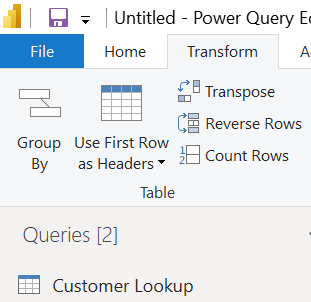 Untitled - Power Query Ed
File Home Transform A
Group By
Use First Row as Headers
Transpose
Reverse Rows
Count Rows
Table
Queries [2]
Customer Lookup